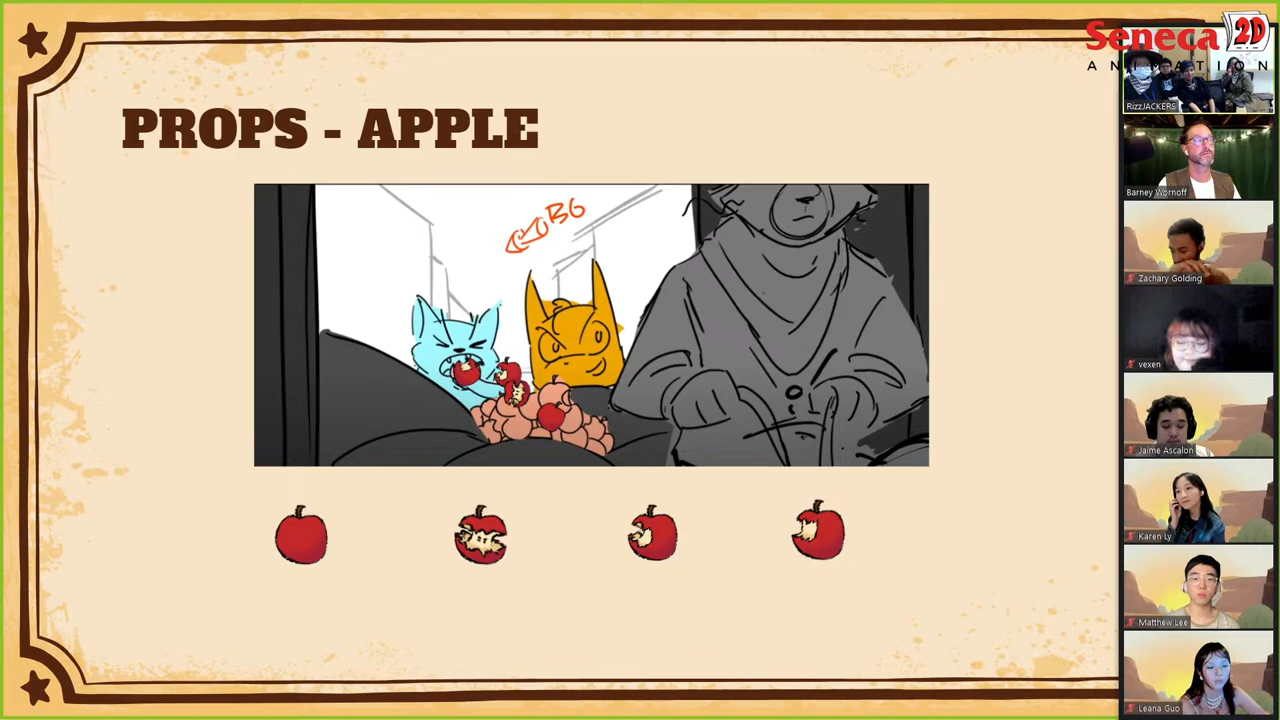 Seneca 2D
ANIMATION
PROPS - APPLE
BG
RizzJACKERS
Barney Wornoff
Zachary Golding
vexen
Jaime Ascalon
Karen Ly
Matthew Lee
Leana Guo